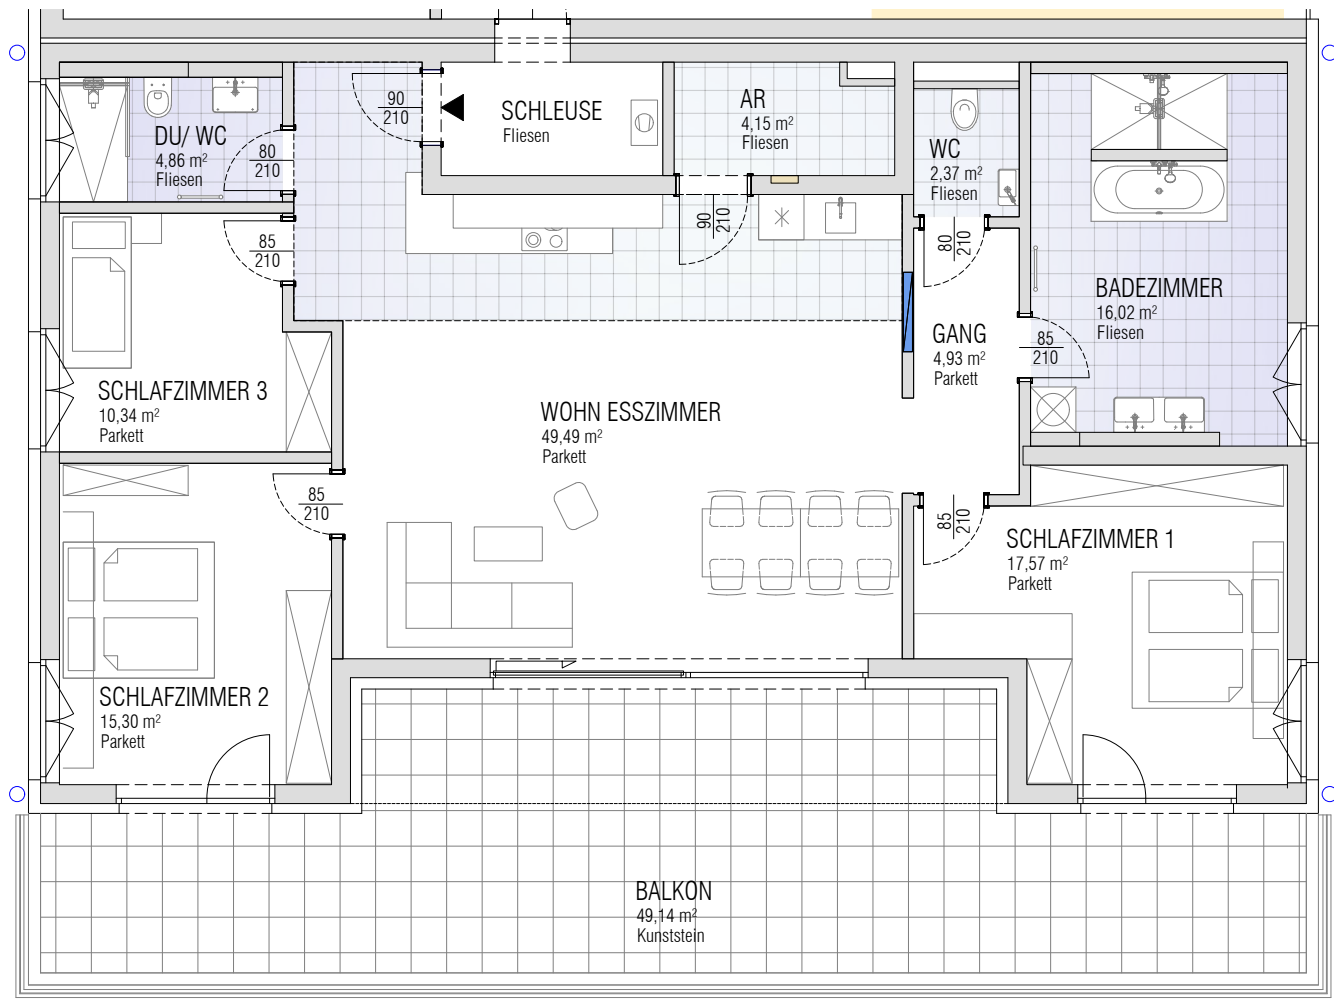 DU/ WC
4,86 m²
Fliesen
80
210
90
210
SCHLEUSE
Fliesen
AR
4,15 m²
Fliesen
90
210
WC
2,37 m²
Fliesen
80
210
85
210
BADEZIMMER
16,02 m²
Fliesen
GANG
4,93 m²
Parkett
85
210
SCHLAFZIMMER 3
10,34 m²
Parkett
WOHN ESSZIMMER
49,49 m²
Parkett
85
210
85
210
SCHLAFZIMMER 1
17,57 m²
Parkett
SCHLAFZIMMER 2
15,30 m²
Parkett
BALKON
49,14 m²
Kunststein